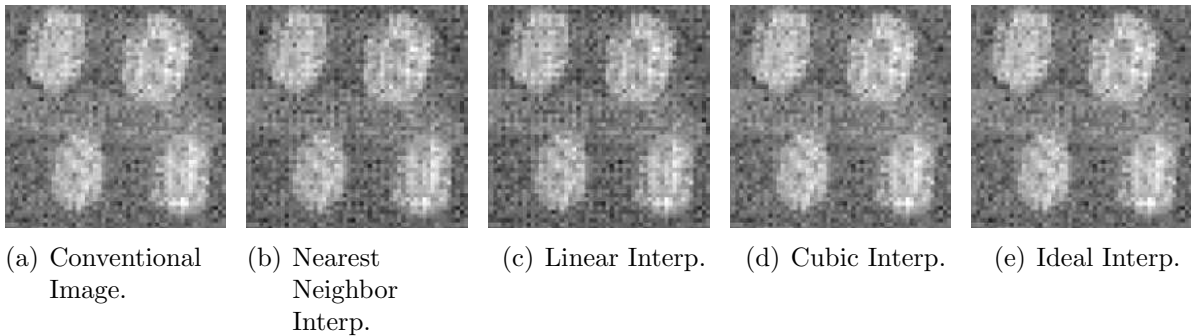 (a) Conventional
Image.
(b) Nearest
Neighbor
Interp.
(c) Linear Interp.
(d) Cubic Interp.
(e) Ideal Interp.